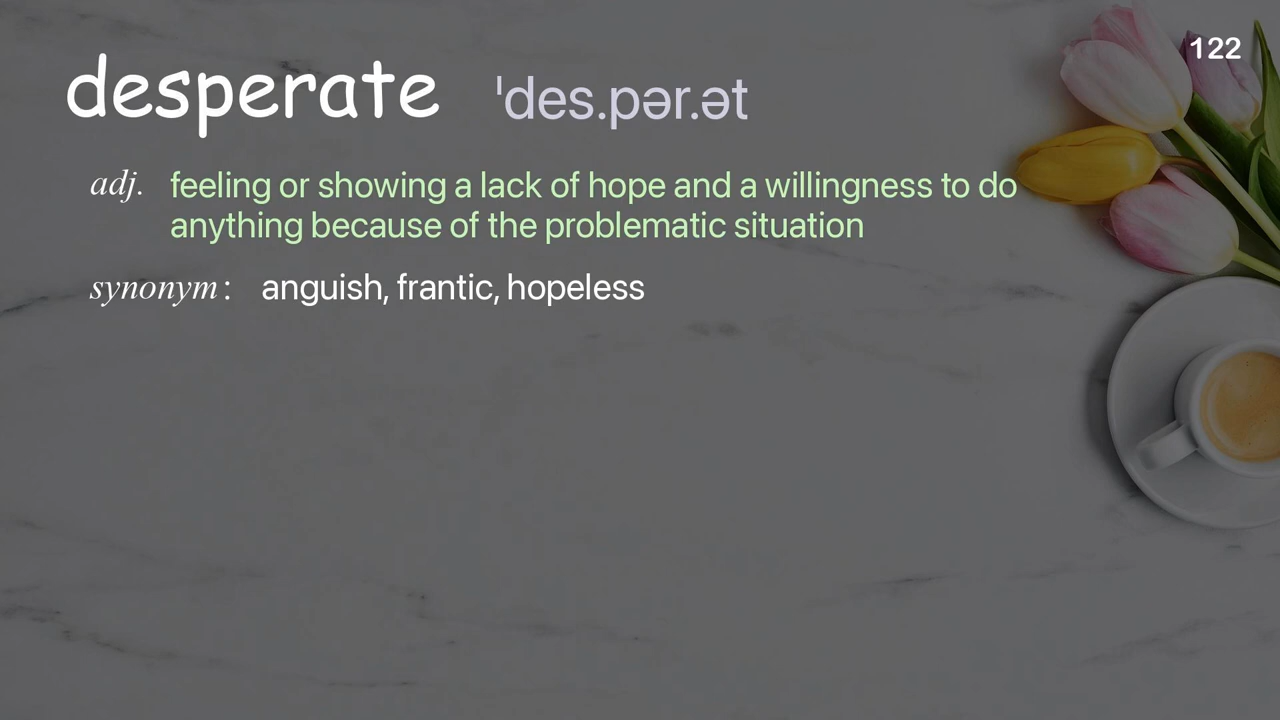 122
desperate ˈdes.pər.ət
adj. feeling or showing a lack of hope and a willingness to do
anything because of the problematic situation
synonym : anguish, frantic, hopeless